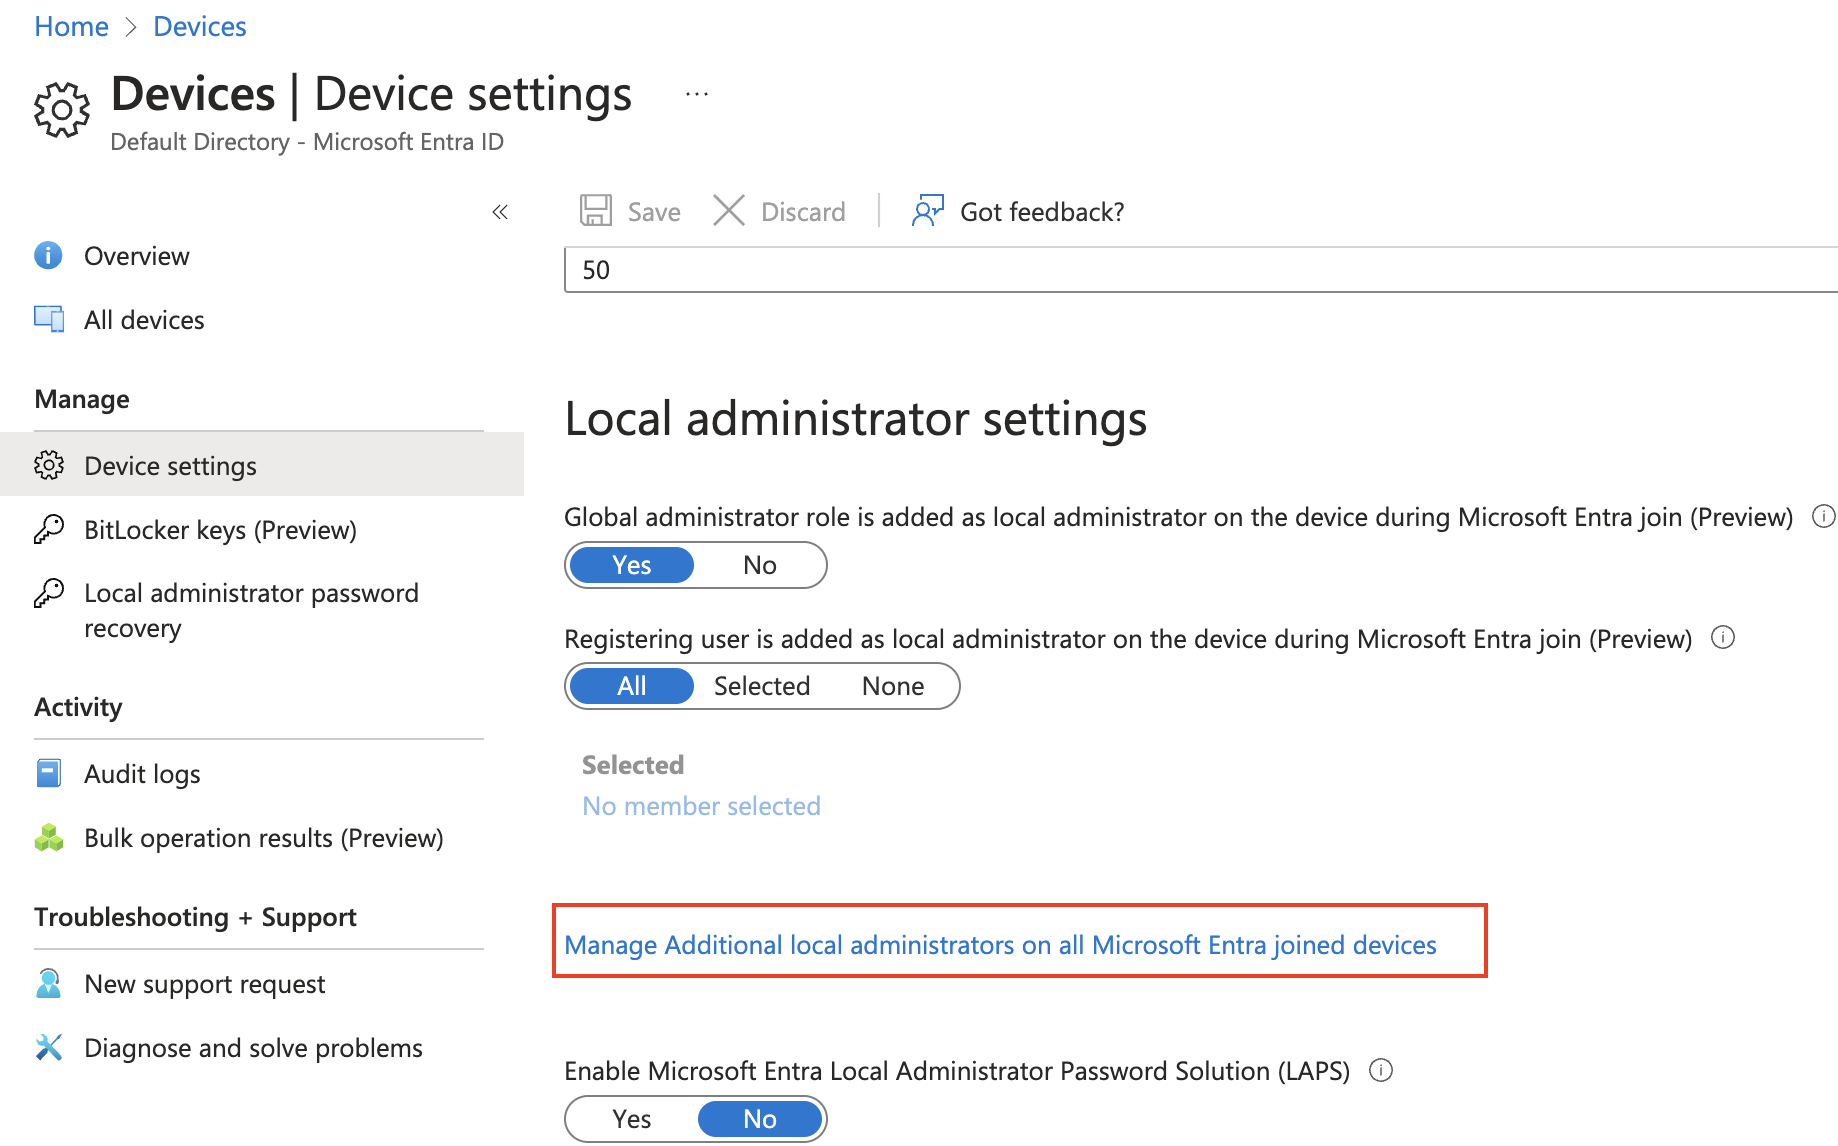 Home > Devices
Devices | Device settings ...
Default Directory - Microsoft Entra ID
«
Overview
All devices
Manage
Device settings
BitLocker keys (Preview)
Local administrator password
recovery
Activity
Audit logs
Bulk operation results (Preview)
Troubleshooting + Support
New support request
Diagnose and solve problems
Save Discard | Got feedback?
50
Local administrator settings
Global administrator role is added as local administrator on the device during Microsoft Entra join (Preview)
Yes No
Registering user is added as local administrator on the device during Microsoft Entra join (Preview)
All Selected None
Selected
No member selected
Manage Additional local administrators on all Microsoft Entra joined devices
Enable Microsoft Entra Local Administrator Password Solution (LAPS)
Yes No